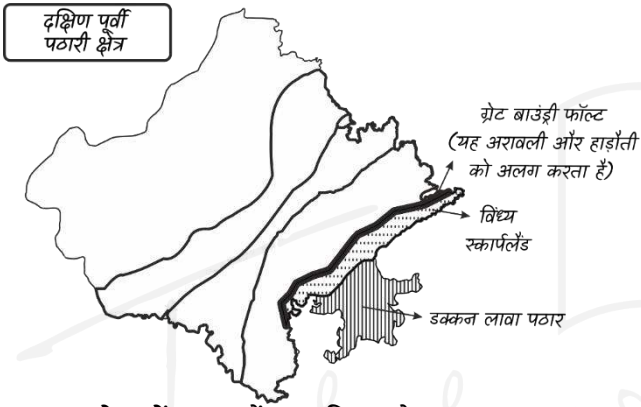 दक्षिण पूर्वी
पठारी क्षेत्र
ग्रेट बाउंड्री फॉल्ट
(यह अरावली और हाड़ौती
को अलग करता है)
विंध्य
स्कार्पलैंड
डक्कन लावा पठार